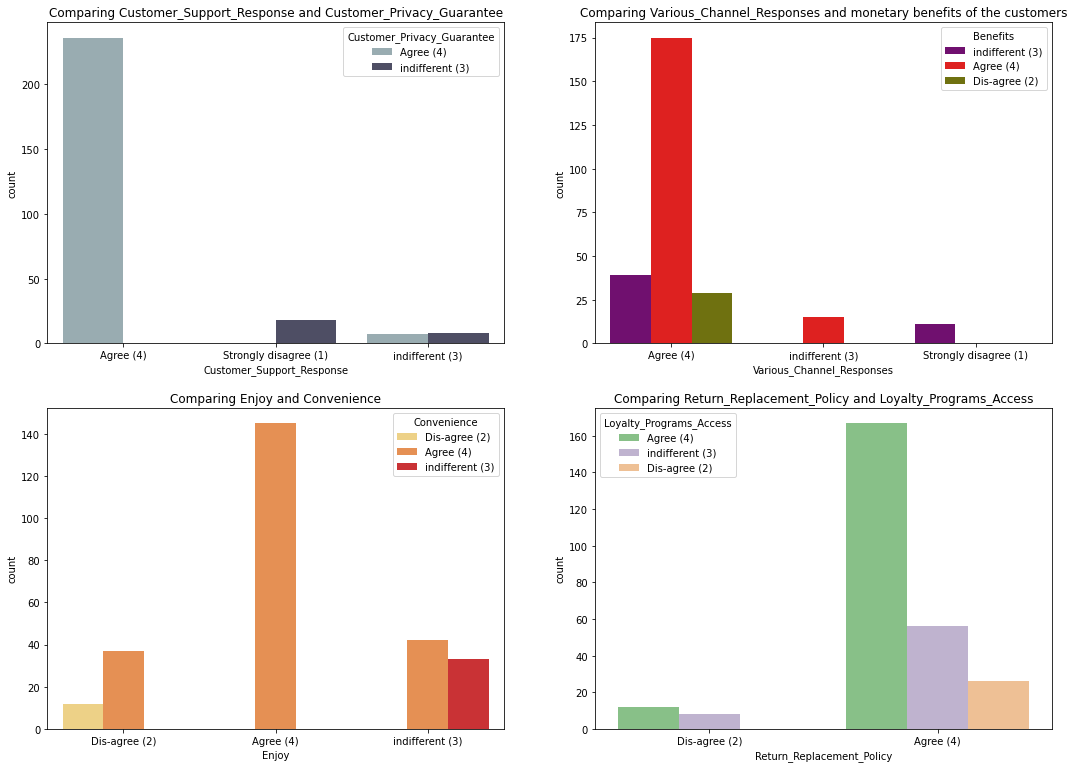 Comparing Customer_Support_Response and Customer_Privacy_Guarantee
Customer_Privacy_Guarantee
Agree (4)
indifferent (3)
200
150
100
50
0
count
Agree (4)
Strongly disagree (1)
indifferent (3)
Customer_Support_Response
Comparing Various_Channel_Responses and monetary benefits of the customers
Benefits
indifferent (3)
Agree (4)
Dis-agree (2)
175
150
125
100
75
50
25
0
count
Agree (4)
indifferent (3)
Strongly disagree (1)
Various_Channel_Responses
Comparing Enjoy and Convenience
Convenience
Dis-agree (2)
Agree (4)
indifferent (3)
140
120
100
80
60
40
20
0
count
Dis-agree (2)
Agree (4)
indifferent (3)
Enjoy
Comparing Return_Replacement_Policy and Loyalty_Programs_Access
Loyalty_Programs_Access
Agree (4)
indifferent (3)
Dis-agree (2)
160
140
120
100
80
60
40
20
0
count
Dis-agree (2)
Agree (4)
Return_Replacement_Policy